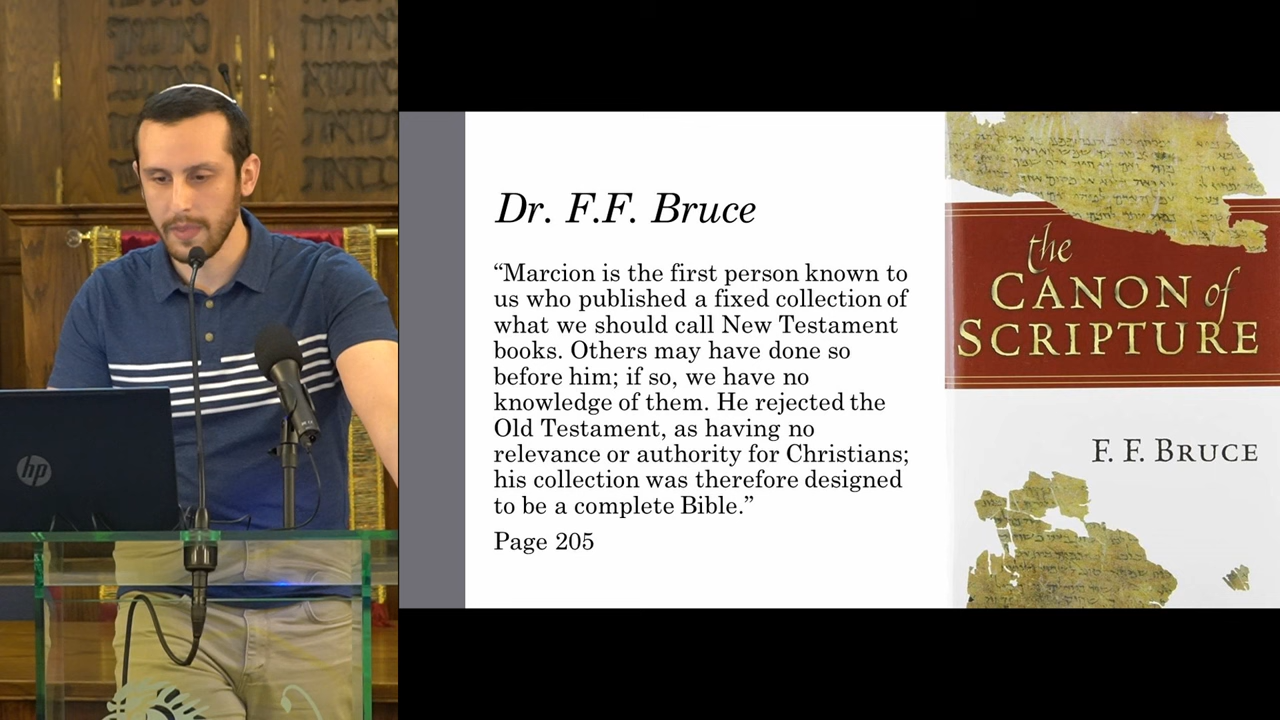 Dr. F.F. Bruce
“Marcion is the first person known to
us who published a fixed collection of
what we should call New Testament
books. Others may have done so
before him; if so, we have no
knowledge of them. He rejected the
Old Testament, as having no
relevance or authority for Christians;
his collection was therefore designed
to be a complete Bible.”
Page 205
the
CANON of
SCRIPTURE
F. F. BRUCE
hp